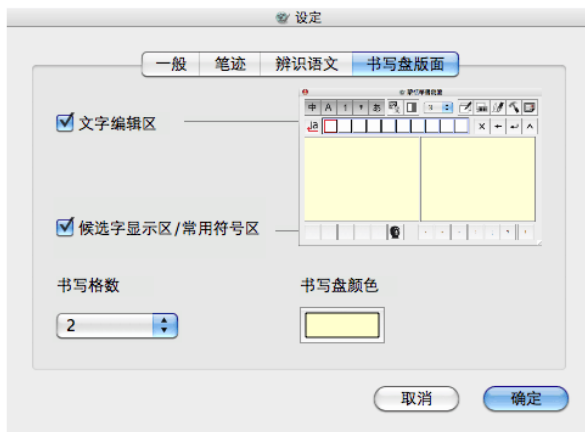 设定
一般 笔迹 辨识语文 书写盘版面
文字编辑区
候选字显示区/常用符号区
书写格数 书写盘颜色
2
取消 确定